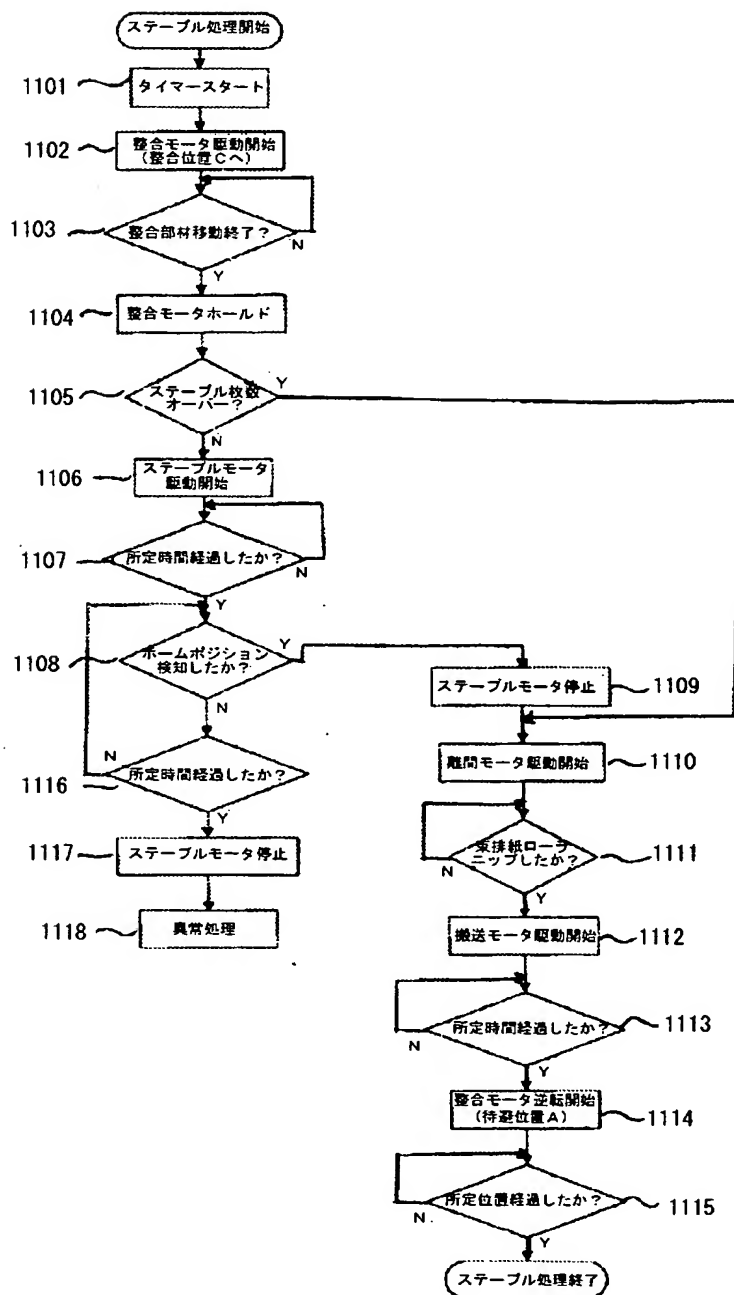 ステープル処理開始
1101
タイマースタート
1102
整合モータ駆動開始
(整合位置Cへ)
1103
整合部材移動終了?
N
Y
1104
整合モータホールド
1105
ステープル枚数
オーバー?
Y
N
1106
ステープルモータ
駆動開始
1107
所定時間経過したか?
N
Y
1108
ホームポジション
検知したか?
Y
N
1116
所定時間経過したか?
N
Y
1117
ステープルモータ停止
1118
異常処理
ステープルモータ停止
1109
離間モータ駆動開始
1110
束排紙ローラ
ニップしたか?
1111
N
Y
搬送モータ駆動開始
1112
所定時間経過したか?
1113
N
Y
整合モータ逆転開始
(待避位置A)
1114
所定位置経過したか?
1115
N
Y
ステープル処理終了